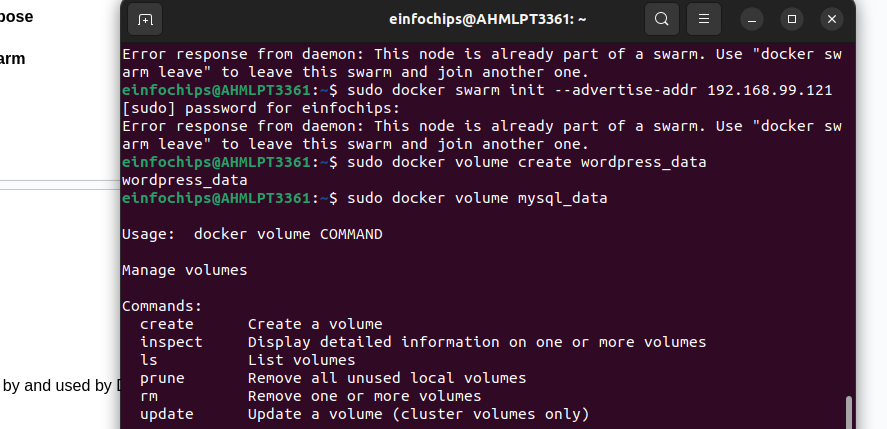 pose
arm
by and used by D
einfochips@AHMLPT3361: ~
Error response from daemon: This node is already part of a swarm. Use "docker sw
arm leave" to leave this swarm and join another one.
einfochips@AHMLPT3361:~$ sudo docker swarm init --advertise-addr 192.168.99.121
[sudo] password for einfochips:
Error response from daemon: This node is already part of a swarm. Use "docker sw
arm leave" to leave this swarm and join another one.
einfochips@AHMLPT3361:~$ sudo docker volume create wordpress_data
wordpress_data
einfochips@AHMLPT3361:~$ sudo docker volume mysql_data
Usage:  docker volume COMMAND
Manage volumes
Commands:
  create      Create a volume
  inspect     Display detailed information on one or more volumes
  ls          List volumes
  prune       Remove all unused local volumes
  rm          Remove one or more volumes
  update      Update a volume (cluster volumes only)